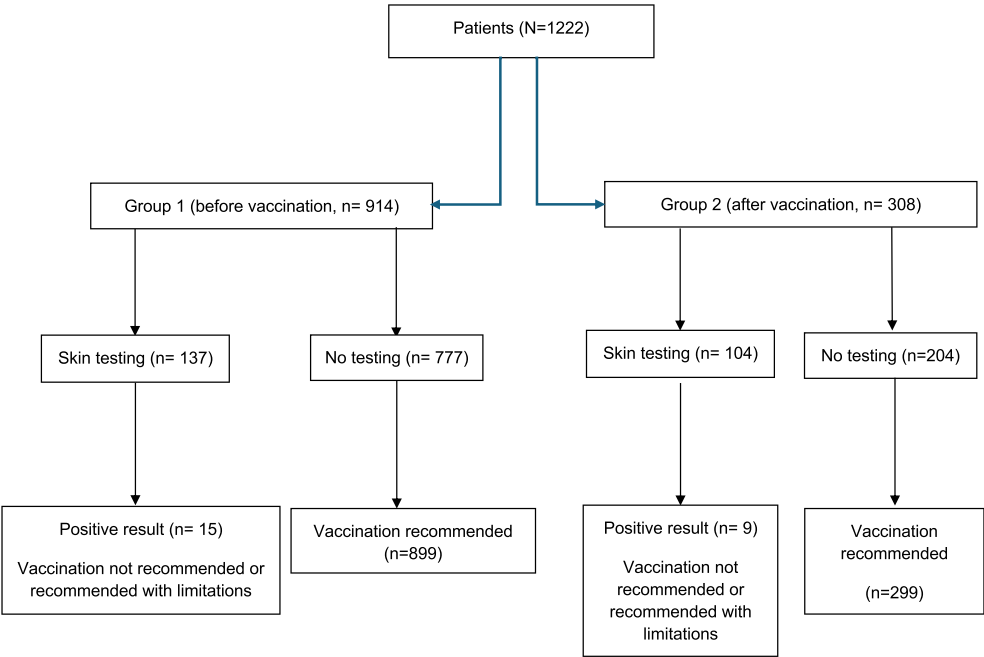 Patients (N=1222)
Group 1 (before vaccination, n= 914)
Group 2 (after vaccination, n= 308)
Skin testing (n= 137)
No testing (n= 777)
Skin testing (n= 104)
No testing (n=204)
Positive result (n= 15)
Vaccination not recommended or
recommended with limitations
Vaccination recommended
(n=899)
Positive result (n= 9)
Vaccination not
recommended or
recommended with
limitations
Vaccination
recommended
(n=299)